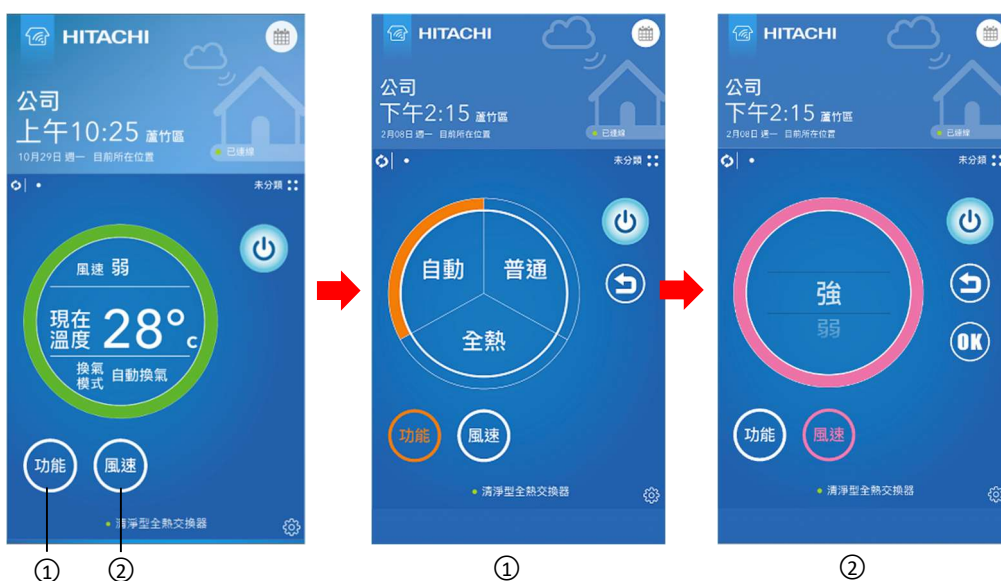 HITACHI
公司
上午10:25 蘆竹區
10月29日 週一 目前所在位置
已連線
未分類
風速 弱
現在溫度 28°c
換氣模式 自動換氣
功能
風速
清淨型全熱交換器
①
②
HITACHI
公司
下午2:15 蘆竹區
2月08日 週一 目前所在位置
已連線
未分類
自動
普通
全熱
功能
風速
清淨型全熱交換器
①
HITACHI
公司
下午2:15 蘆竹區
2月08日 週一 目前所在位置
已連線
未分類
強
弱
OK
功能
風速
清淨型全熱交換器
②